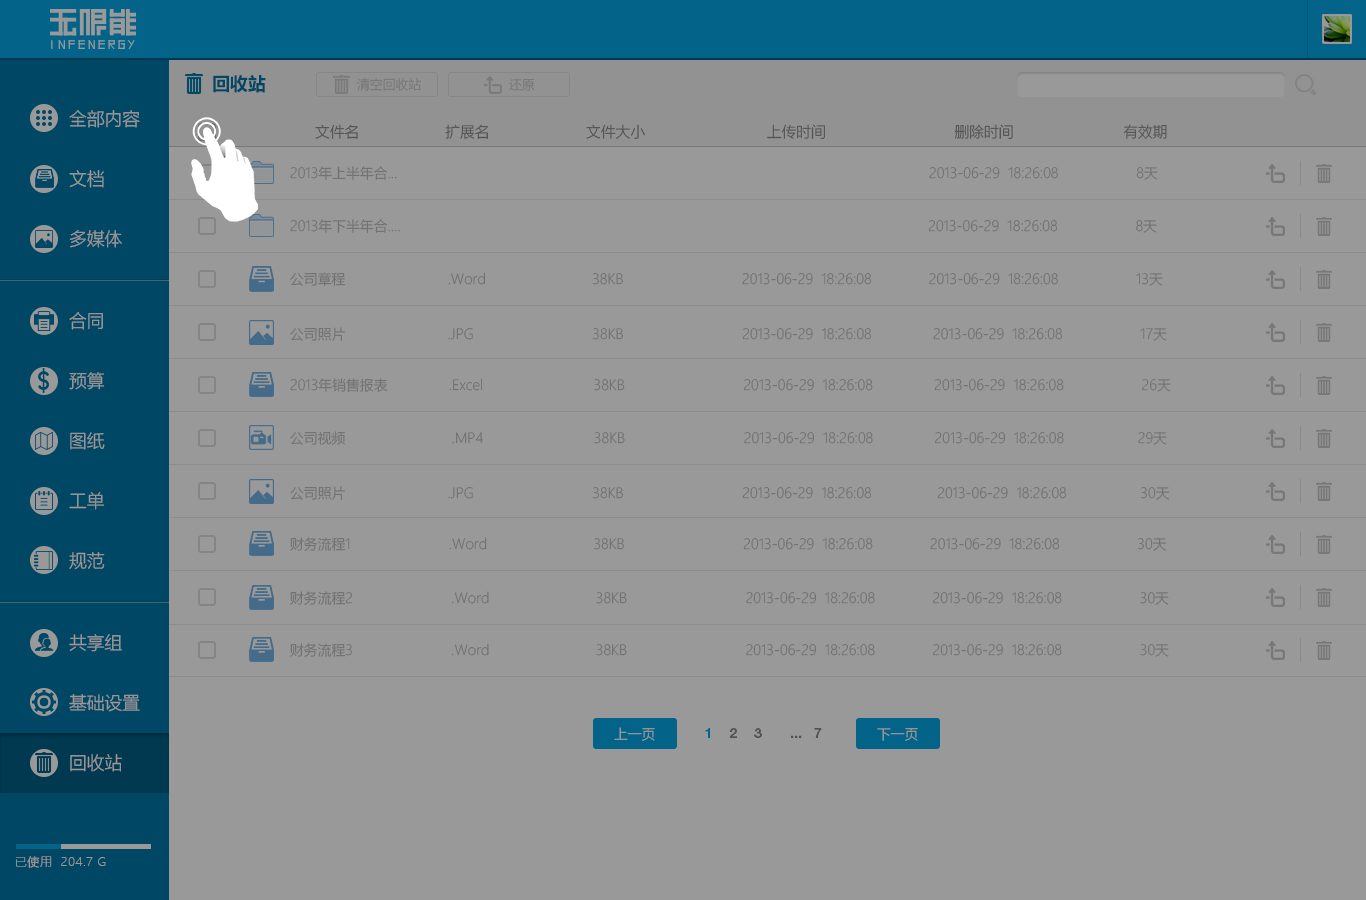 无限能
INFENERGY
全部内容
文档
多媒体
合同
预算
图纸
工单
规范
共享组
基础设置
回收站
已使用 204.7 G
回收站 清空回收站 还原
文件名 扩展名 文件大小 上传时间 删除时间 有效期
2013年上半年合... 2013-06-29 18:26:08 8天
2013年下半年合.... 2013-06-29 18:26:08 8天
公司章程 .Word 38KB 2013-06-29 18:26:08 2013-06-29 18:26:08 13天
公司照片 .JPG 38KB 2013-06-29 18:26:08 2013-06-29 18:26:08 17天
2013年销售报表 .Excel 38KB 2013-06-29 18:26:08 2013-06-29 18:26:08 26天
公司视频 .MP4 38KB 2013-06-29 18:26:08 2013-06-29 18:26:08 29天
公司照片 .JPG 38KB 2013-06-29 18:26:08 2013-06-29 18:26:08 30天
财务流程1 .Word 38KB 2013-06-29 18:26:08 2013-06-29 18:26:08 30天
财务流程2 .Word 38KB 2013-06-29 18:26:08 2013-06-29 18:26:08 30天
财务流程3 .Word 38KB 2013-06-29 18:26:08 2013-06-29 18:26:08 30天
上一页 1 2 3 ... 7 下一页